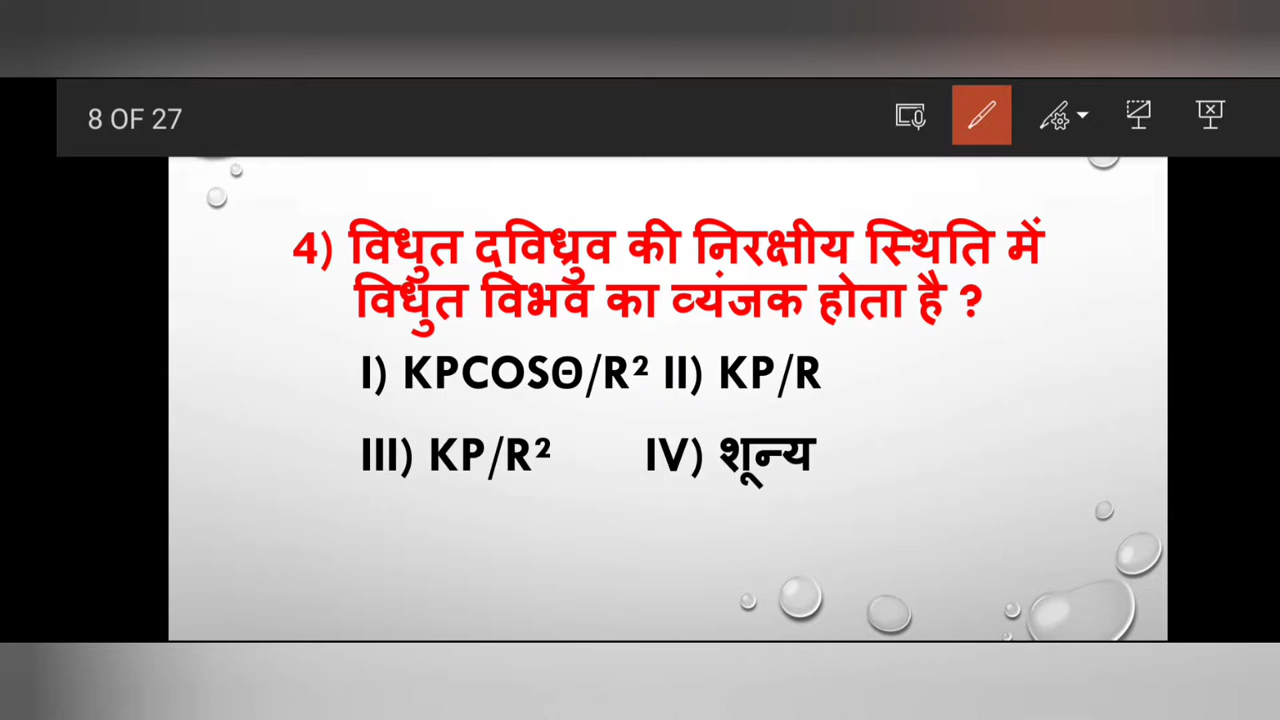 8 OF 27
4) विधुत दविध्रुव की निरक्षीय स्थिति में
विधुत विभव का व्यंजक होता है ?
I) KPCOSΘ/R² II) KP/R
III) KP/R² IV) शून्य